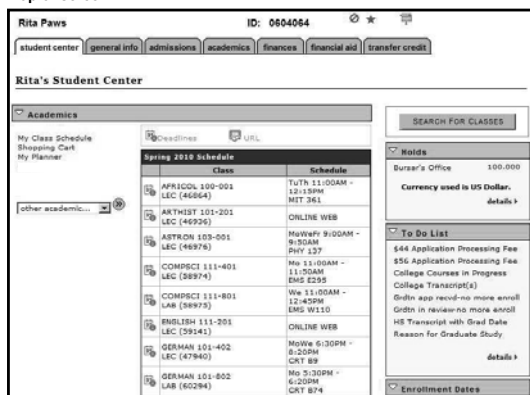 Rita Paws
ID: 0604064
student center
general info
admissions
academics
finances
financial aid
transfer credit
Rita's Student Center
Academics
My Class Schedule
Shopping Cart
My Planner
other academic...
Deadlines
URL
Spring 2010 Schedule
Class
Schedule
AFRICOL 100-001
LEC (46864)
TuTh 11:00AM -
12:15PM
MIT 361
ARTHIST 101-201
LEC (46936)
ONLINE WEB
ASTRON 103-001
LEC (46976)
MoWeFr 9:00AM -
9:50AM
PHY 137
COMPSCI 111-401
LEC (58974)
Mo 11:00AM -
11:50AM
EMS E295
COMPSCI 111-801
LAB (58975)
We 11:00AM -
12:45PM
EMS W110
ENGLISH 111-201
LEC (59141)
ONLINE WEB
GERMAN 101-402
LEC (47940)
MoWe 6:30PM -
8:20PM
CRT B9
GERMAN 101-802
LAB (60294)
Mo 5:30PM -
6:20PM
CRT B74
SEARCH FOR CLASSES
Holds
Bursar's Office
100.000
Currency used is US Dollar.
details
To Do List
$44 Application Processing Fee
$56 Application Processing Fee
College Courses in Progress
College Transcript(s)
Grdtn app recvd-no more enroll
Grdtn in review-no more enroll
HS Transcript with Grad Date
Reason for Graduate Study
details
Enrollment Dates